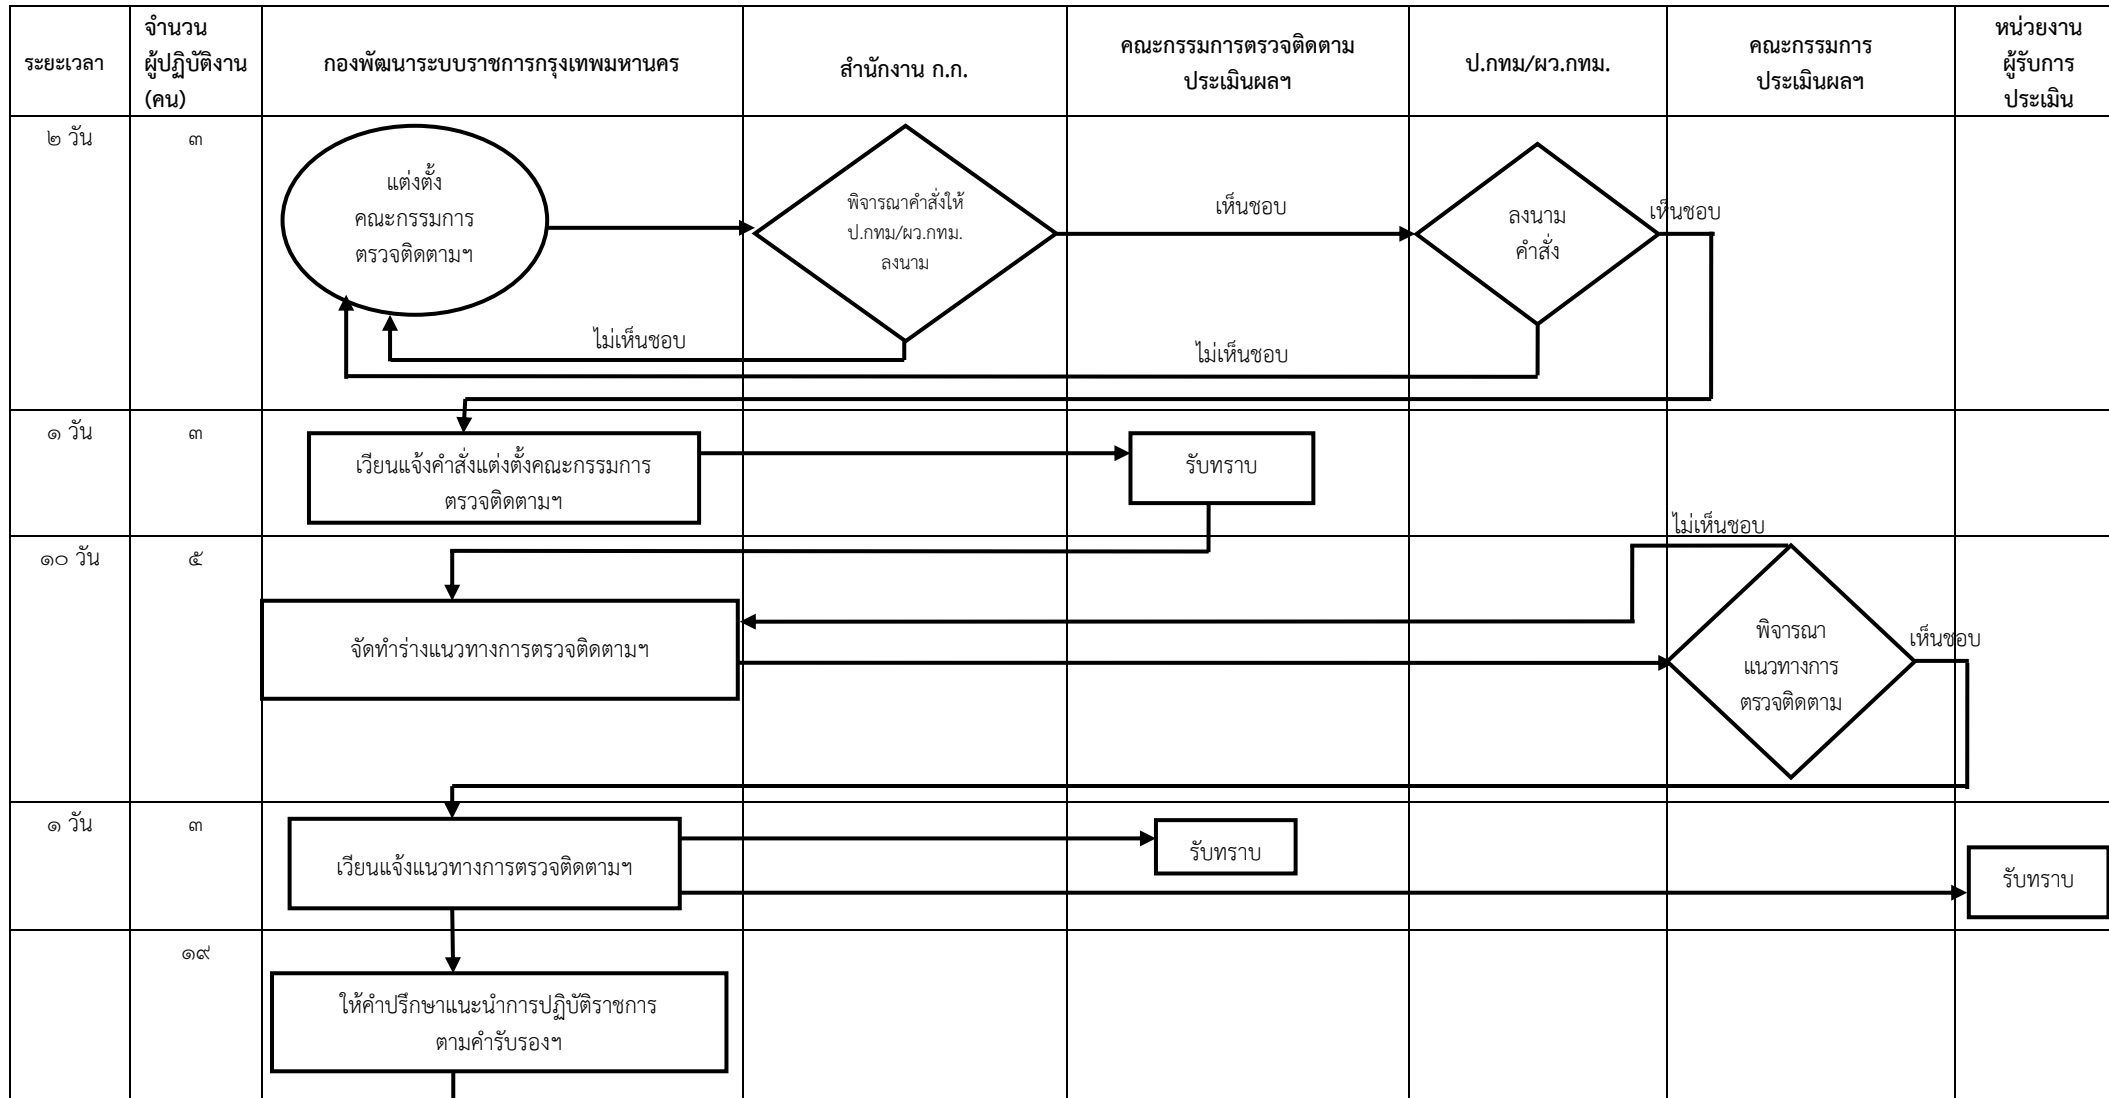 ระยะเวลา
จำนวน
ผู้ปฏิบัติงาน
(คน)
กองพัฒนาระบบราชการกรุงเทพมหานคร
สำนักงาน ก.ก.
คณะกรรมการตรวจติดตาม
ประเมินผลฯ
ป.กทม/ผว.กทม.
คณะกรรมการ
ประเมินผลฯ
หน่วยงาน
ผู้รับการ
ประเมิน
๒ วัน
๓
แต่งตั้ง
คณะกรรมการ
ตรวจติดตามฯ
พิจารณาคำสั่งให้
ป.กทม/ผว.กทม.
ลงนาม
เห็นชอบ
ลงนาม
คำสั่ง
เห็นชอบ
ไม่เห็นชอบ
ไม่เห็นชอบ
๑ วัน
๓
เวียนแจ้งคำสั่งแต่งตั้งคณะกรรมการ
ตรวจติดตามฯ
รับทราบ
ไม่เห็นชอบ
๑๐ วัน
๕
จัดทำร่างแนวทางการตรวจติดตามฯ
พิจารณา
แนวทางการ
ตรวจติดตาม
เห็นชอบ
๑ วัน
๓
เวียนแจ้งแนวทางการตรวจติดตามฯ
รับทราบ
รับทราบ
๑๙
ให้คำปรึกษาแนะนำการปฏิบัติราชการ
ตามคำรับรองฯ